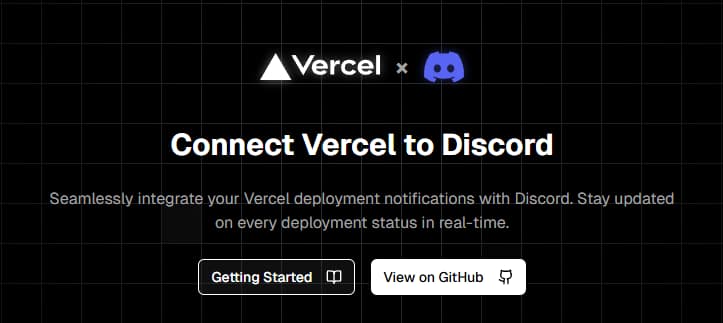 Vercel ×
Connect Vercel to Discord
Seamlessly integrate your Vercel deployment notifications with Discord. Stay updated
on every deployment status in real-time.
Getting Started
View on GitHub